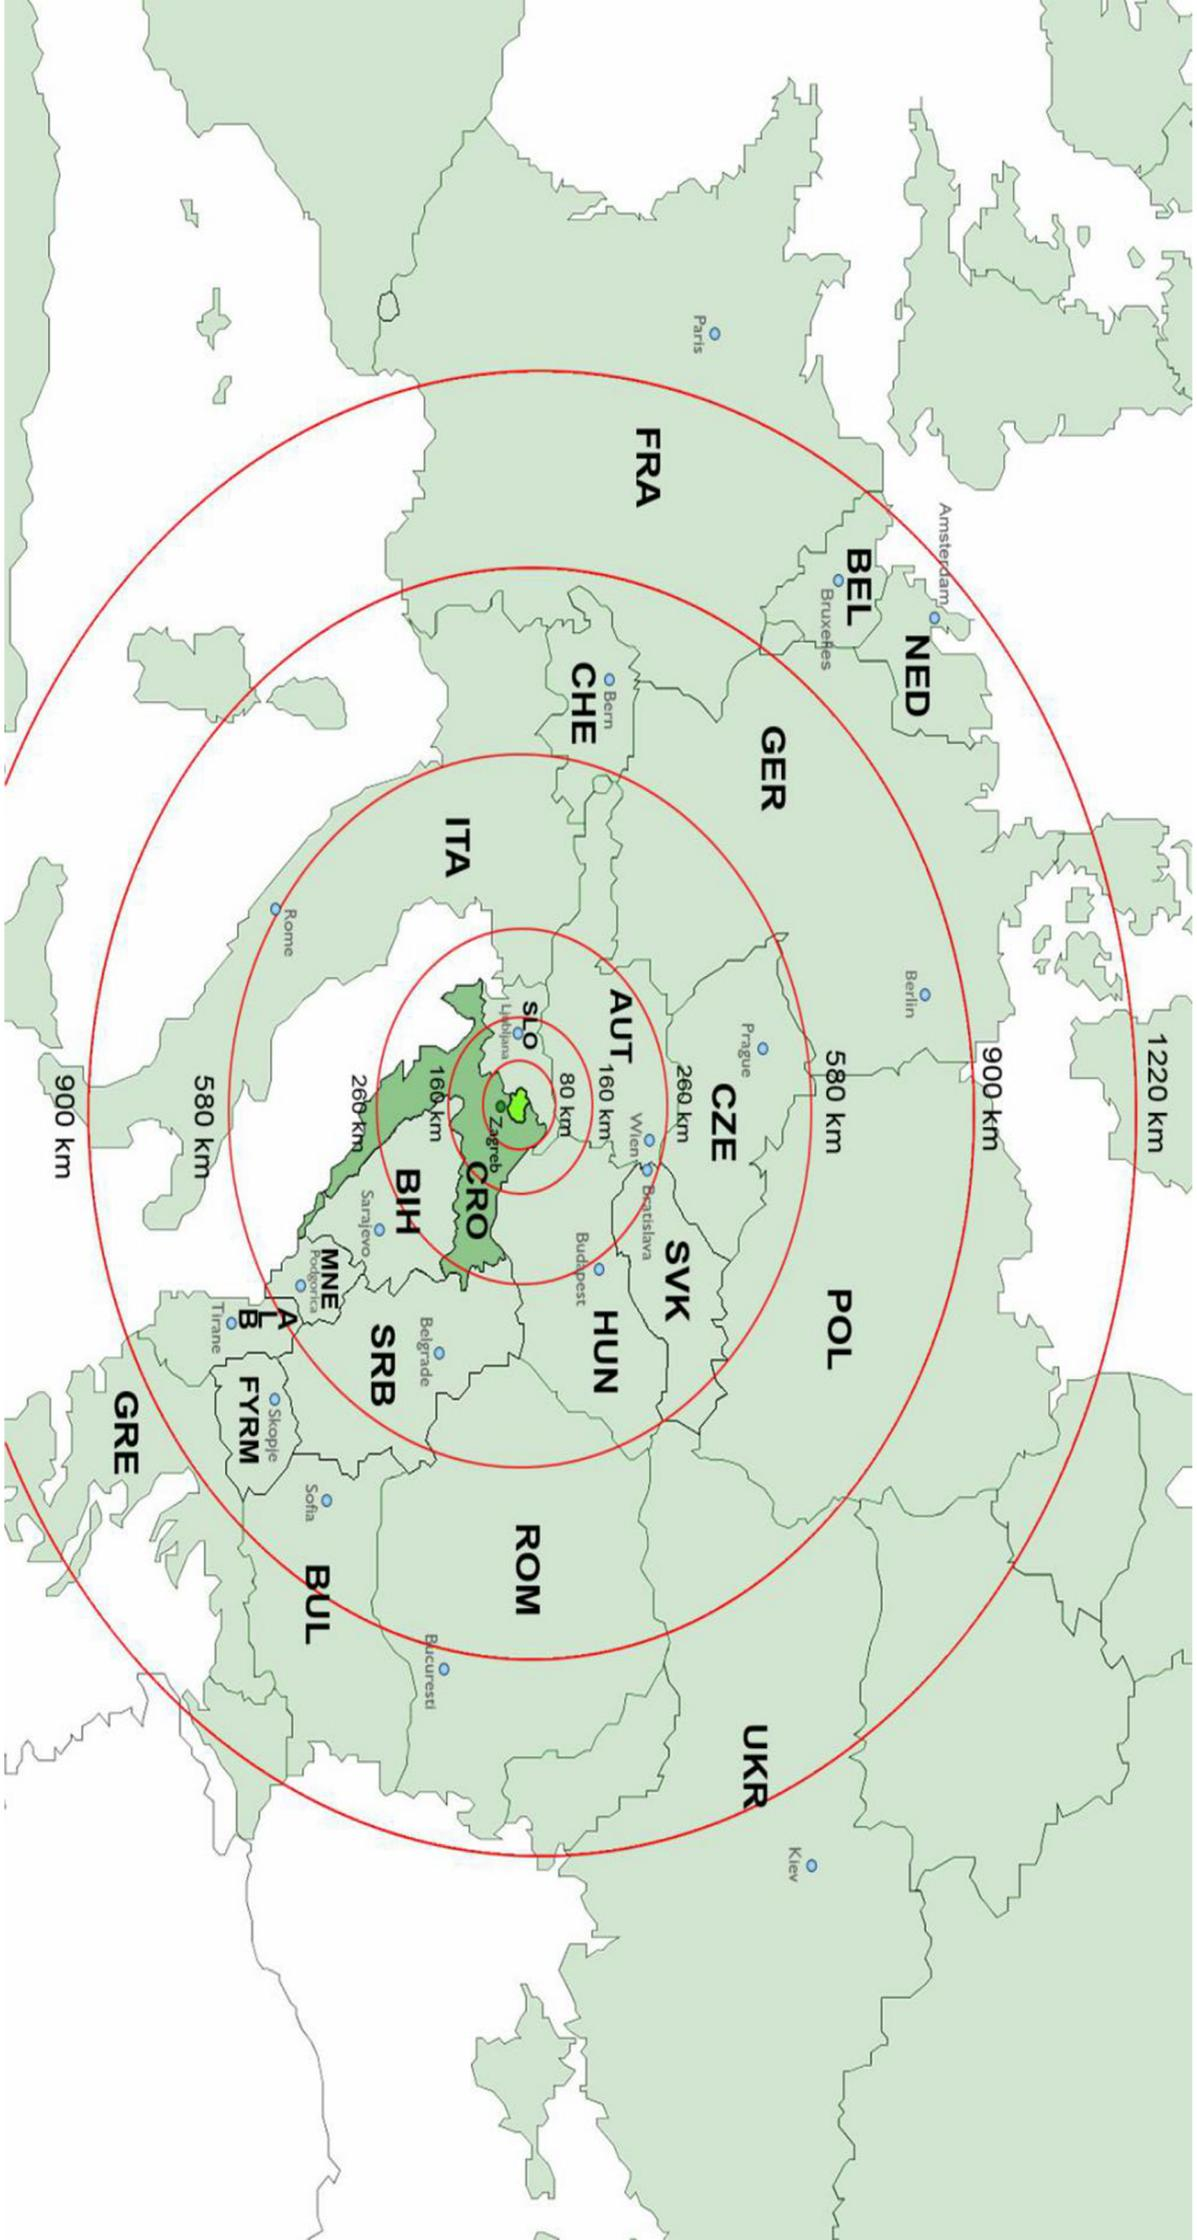 1220 km
900 km
580 km
260 km
160 km
80 km
160 km
260 km
580 km
900 km
Amsterdam
NED
BEL
Bruxelles
Berlin
GER
POL
Paris
FRA
Prague
CZE
UKR
Kiev
Wien
Bratislava
SVK
AUT
Bern
CHE
Budapest
HUN
SLO
Ljubljana
Zagreb
CRO
ROM
Bucuresti
ITA
BIH
Sarajevo
Belgrade
SRB
Rome
MNE
Podgorica
Sofia
BUL
A
L
B
Tirane
Skopje
FYRM
GRE